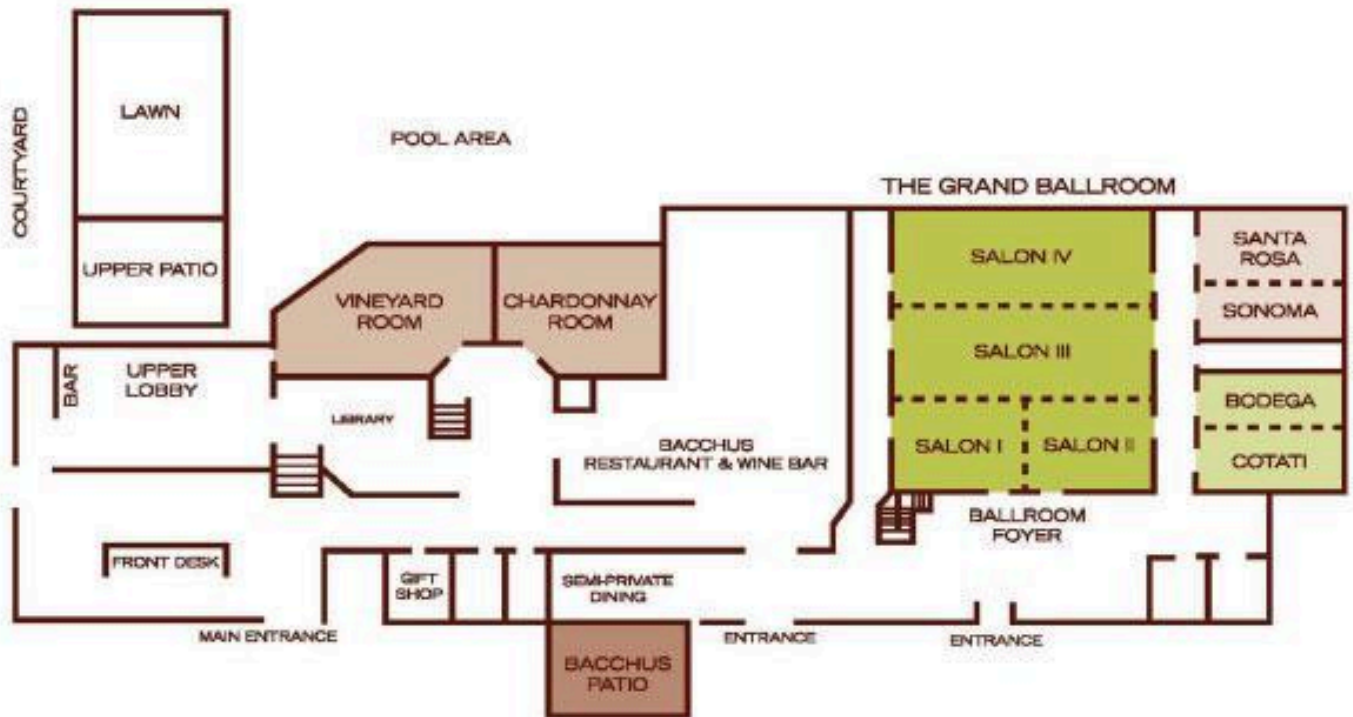 LAWN
COURTYARD
POOL AREA
UPPER PATIO
THE GRAND BALLROOM
SALON IV
SANTA
ROSA
VINEYARD
ROOM
CHARDONNAY
ROOM
SONOMA
SALON III
BAR
UPPER
LOBBY
LIBRARY
BODEGA
BACCHUS
RESTAURANT & WINE BAR
SALON I
SALON II
COTATI
BALLROOM
FOYER
FRONT DESK
GIFT
SHOP
SEMI-PRIVATE
DINING
MAIN ENTRANCE
ENTRANCE
ENTRANCE
BACCHUS
PATIO